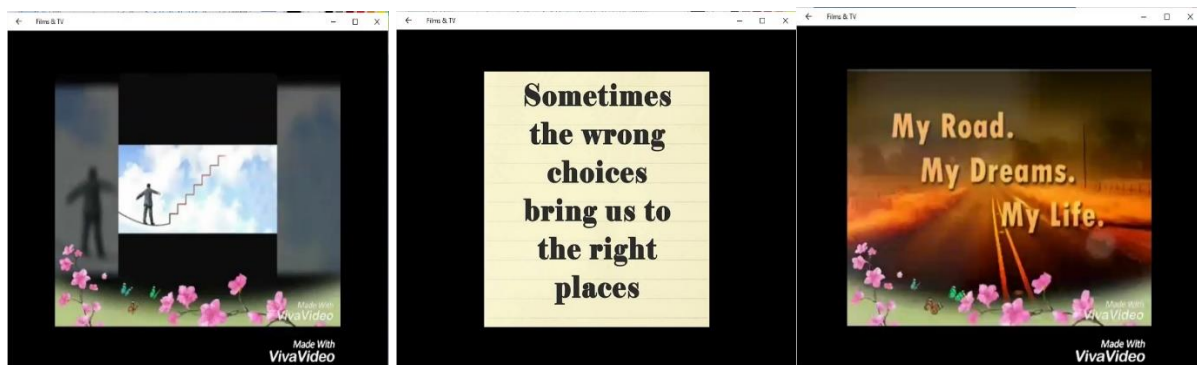 Films & TV
Made With
VivaVideo
Made With
VivaVideo
Films & TV
Sometimes
the wrong
choices
bring us to
the right
places
Films & TV
My Road.
My Dreams.
My Life.
Made With
VivaVideo
Made With
VivaVideo